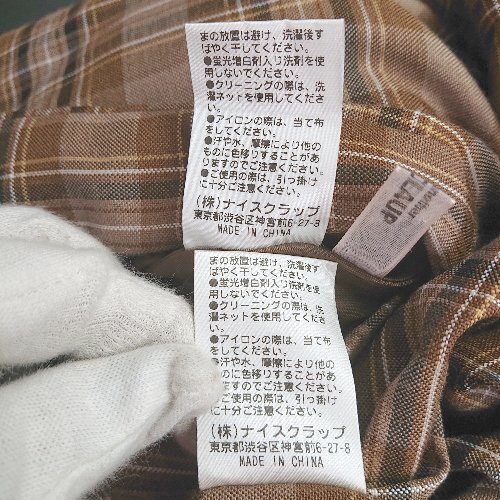 まの放置は避け、洗濯後す
ばやく干してください。
●蛍光増白剤入り洗剤を使
用しないでください。
●クリーニングの際は、洗
濯ネットを使用してくださ
い。
●アイロンの際は、当て布
をしてください。
●汗や水、摩擦により他の
ものに色移りすることがあ
りますのでご注意ください。
●ご使用の際は、引っ掛け
に十分ご注意ください。
(株)ナイスクラップ
東京都渋谷区神宮前6-27-8
MADE IN CHINA
LAUP
まの放置は避け、洗濯後す
ばやく干してください。
●蛍光増白剤入り洗剤を使
用しないでください。
●クリーニングの際は、洗
濯ネットを使用してくださ
い。
●アイロンの際は、当て布
をしてください。
●汗や水、摩擦により他の
のに色移りすることがあ
ますのでご注意ください。
ご使用の際は、引っ掛け
に十分ご注意ください。
(株)ナイスクラップ
東京都渋谷区神宮前6-27-8
MADE IN CHINA